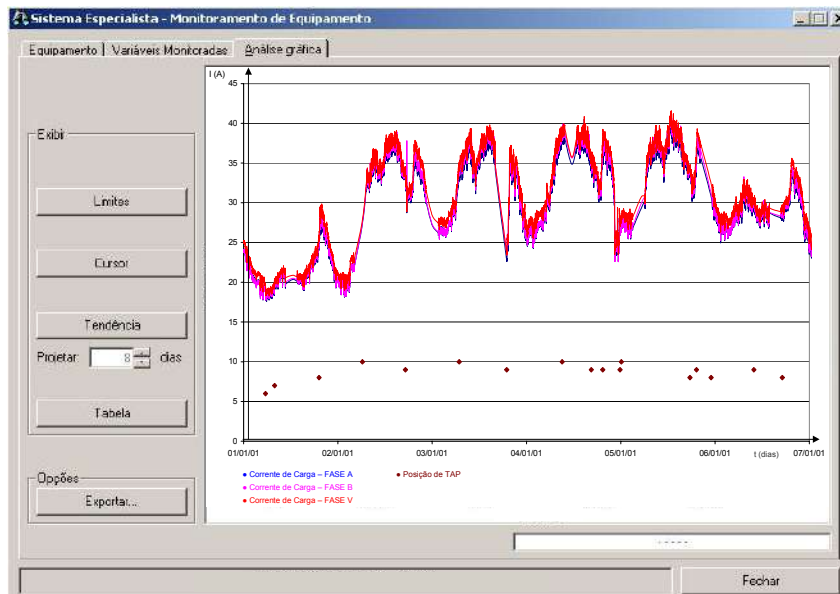 Sistema Especialista - Monitoramento de Equipamento
Equipamento Variáveis Monitoradas Análise gráfica
Exibir
Limites
Cursor
Tendência
Projetar 8 dias
Tabela
Opções
Exportar...
I (A)
45
40
35
30
25
20
15
10
5
0
01/01/01 02/01/01 03/01/01 04/01/01 05/01/01 06/01/01 07/01/01
t (dias)
Corrente de Carga – FASE A
Posição de TAP
Corrente de Carga – FASE B
Corrente de Carga – FASE V
- - - - -
Fechar